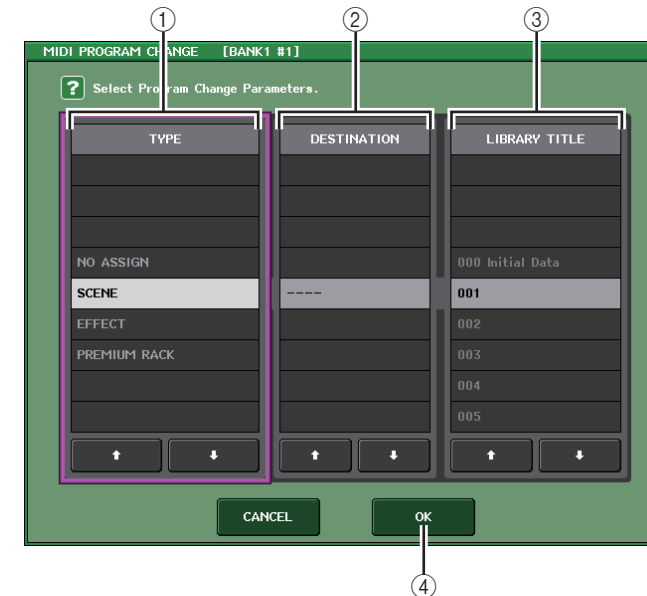 ① ② ③
MIDI PROGRAM CHANGE [BANK1 #1]
? Select Program Change Parameters.
TYPE DESTINATION LIBRARY TITLE
NO ASSIGN 000 Initial Data
SCENE ---- 001
EFFECT 002
PREMIUM RACK 003
004
005
CANCEL OK
④